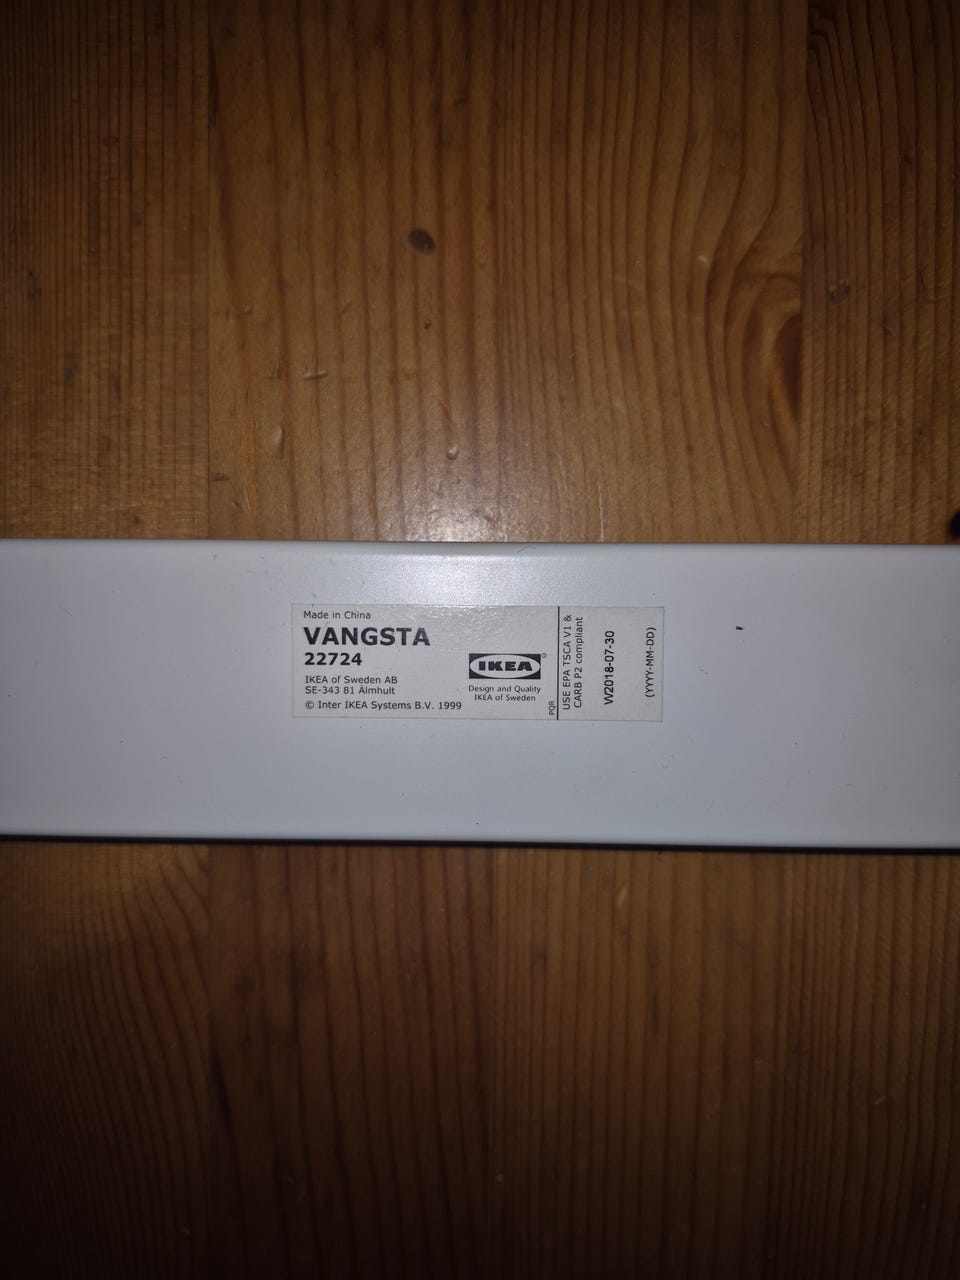 Made in China
VANGSTA
22724
IKEA of Sweden AB
SE-343 81 Älmhult
© Inter IKEA Systems B.V. 1999
IKEA®
Design and Quality
IKEA of Sweden
PQR
USE EPA TSCA V1 &
CARB P2 compliant
W2018-07-30
(YYYY-MM-DD)